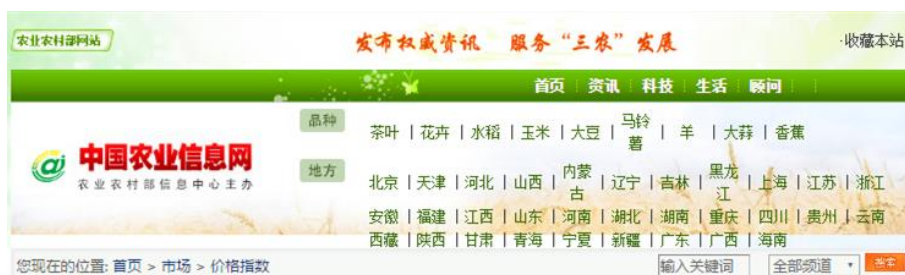 农业农村部网站 发布权威资讯 服务“三农”发展 ·收藏本站
首页 资讯 科技 生活 顾问
品种 茶叶 | 花卉 | 水稻 | 玉米 | 大豆 | 马铃薯 | 羊 | 大蒜 | 香蕉
中国农业信息网
农业农村部信息中心主办
地方 北京 | 天津 | 河北 | 山西 | 内蒙古 | 辽宁 | 吉林 | 黑龙江 | 上海 | 江苏 | 浙江
安徽 | 福建 | 江西 | 山东 | 河南 | 湖北 | 湖南 | 重庆 | 四川 | 贵州 | 云南
西藏 | 陕西 | 甘肃 | 青海 | 宁夏 | 新疆 | 广东 | 广西 | 海南
您现在的位置: 首页 > 市场 > 价格指数 输入关键词 全部频道 搜索